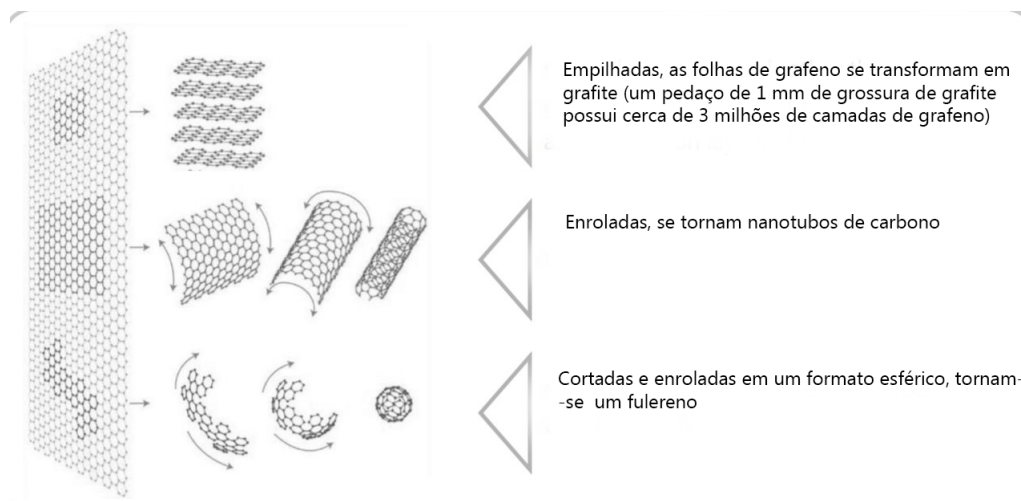 Empilhadas, as folhas de grafeno se transformam em
grafite (um pedaço de 1 mm de grossura de grafite
possui cerca de 3 milhões de camadas de grafeno)
Enroladas, se tornam nanotubos de carbono
Cortadas e enroladas em um formato esférico, tornam-
-se um fulereno